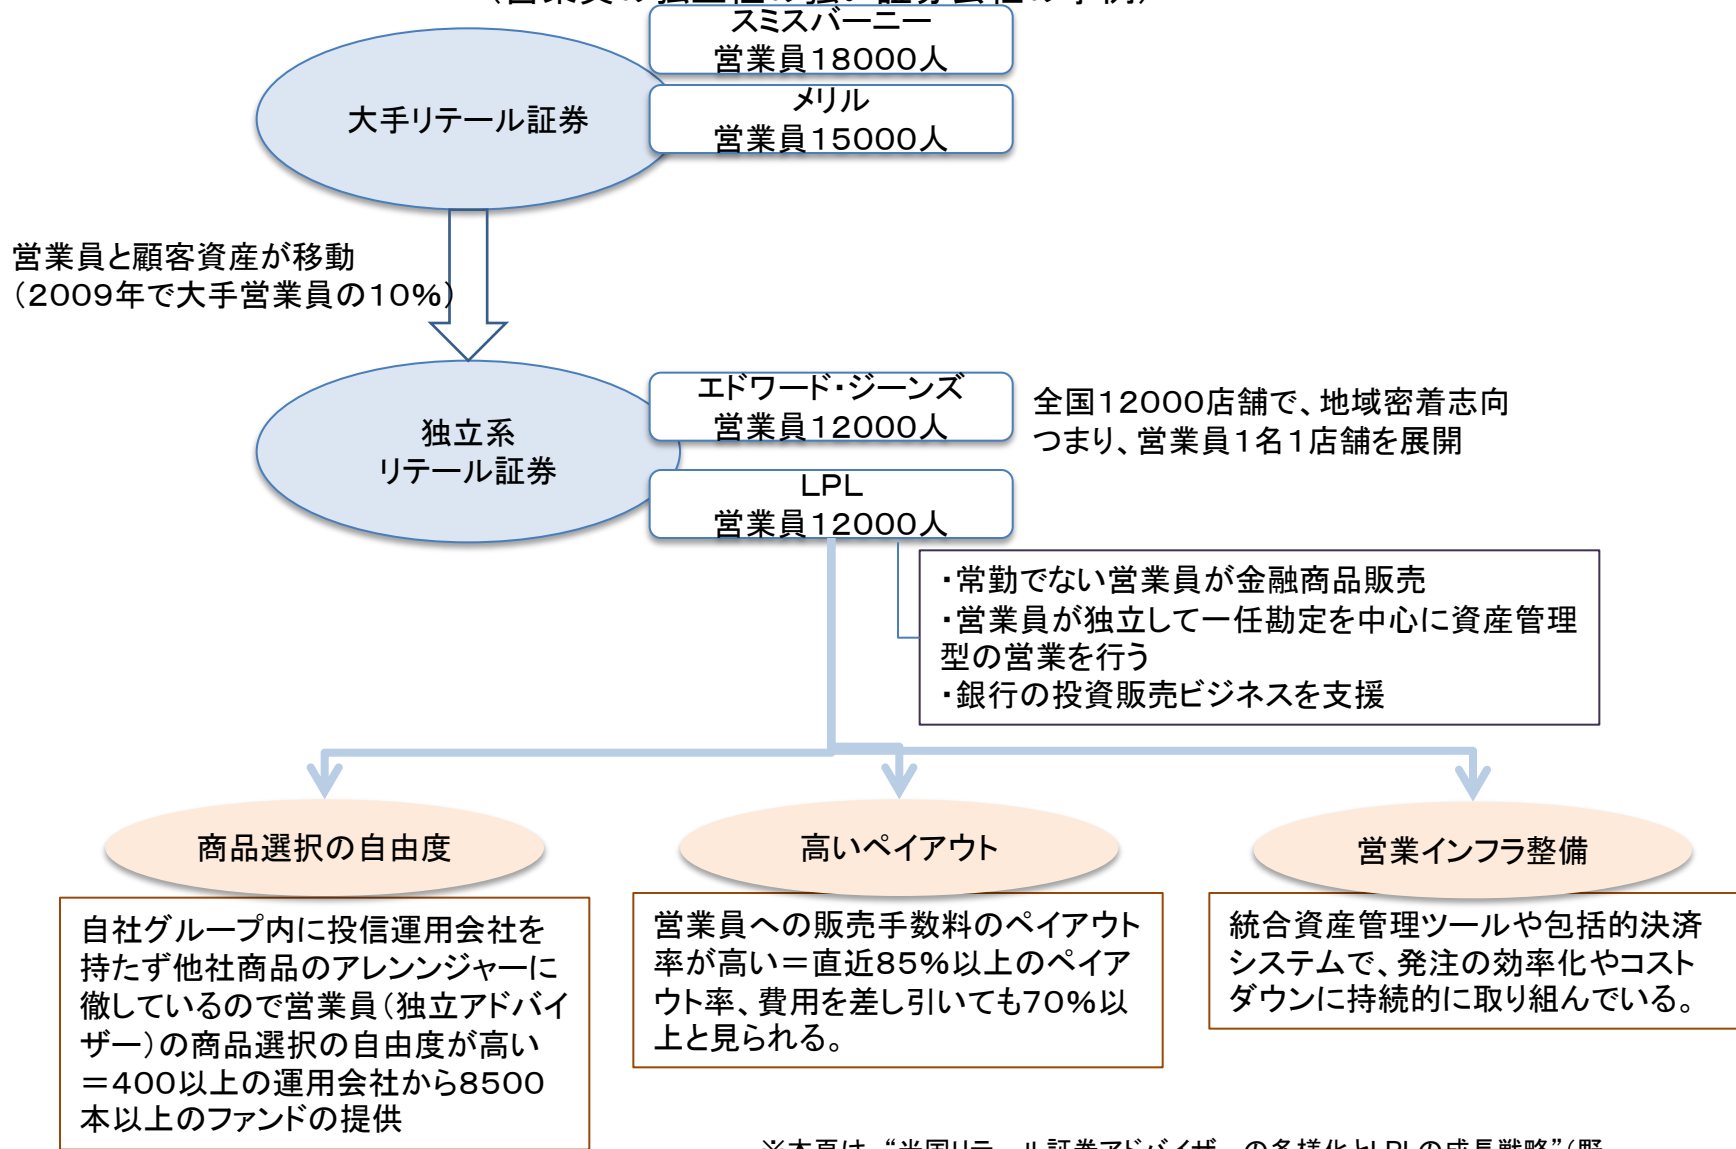 スミスバーニー
営業員18000人
メリル
営業員15000人
大手リテール証券
営業員と顧客資産が移動
（2009年で大手営業員の10%）
エドワード・ジーンズ
営業員12000人
全国12000店舗で、地域密着志向
つまり、営業員1名1店舗を展開
独立系
リテール証券
LPL
営業員12000人
・常勤でない営業員が金融商品販売
・営業員が独立して一任勘定を中心に資産管理
型の営業を行う
・銀行の投資販売ビジネスを支援
商品選択の自由度
高いペイアウト
営業インフラ整備
自社グループ内に投信運用会社を
持たず他社商品のアレンンジャーに
徹しているので営業員（独立アドバイ
ザー）の商品選択の自由度が高い
＝400以上の運用会社から8500
本以上のファンドの提供
営業員への販売手数料のペイアウト
率が高い＝直近85%以上のペイア
ウト率、費用を差し引いても70%以
上と見られる。
統合資産管理ツールや包括的決済
システムで、発注の効率化やコスト
ダウンに持続的に取り組んでいる。